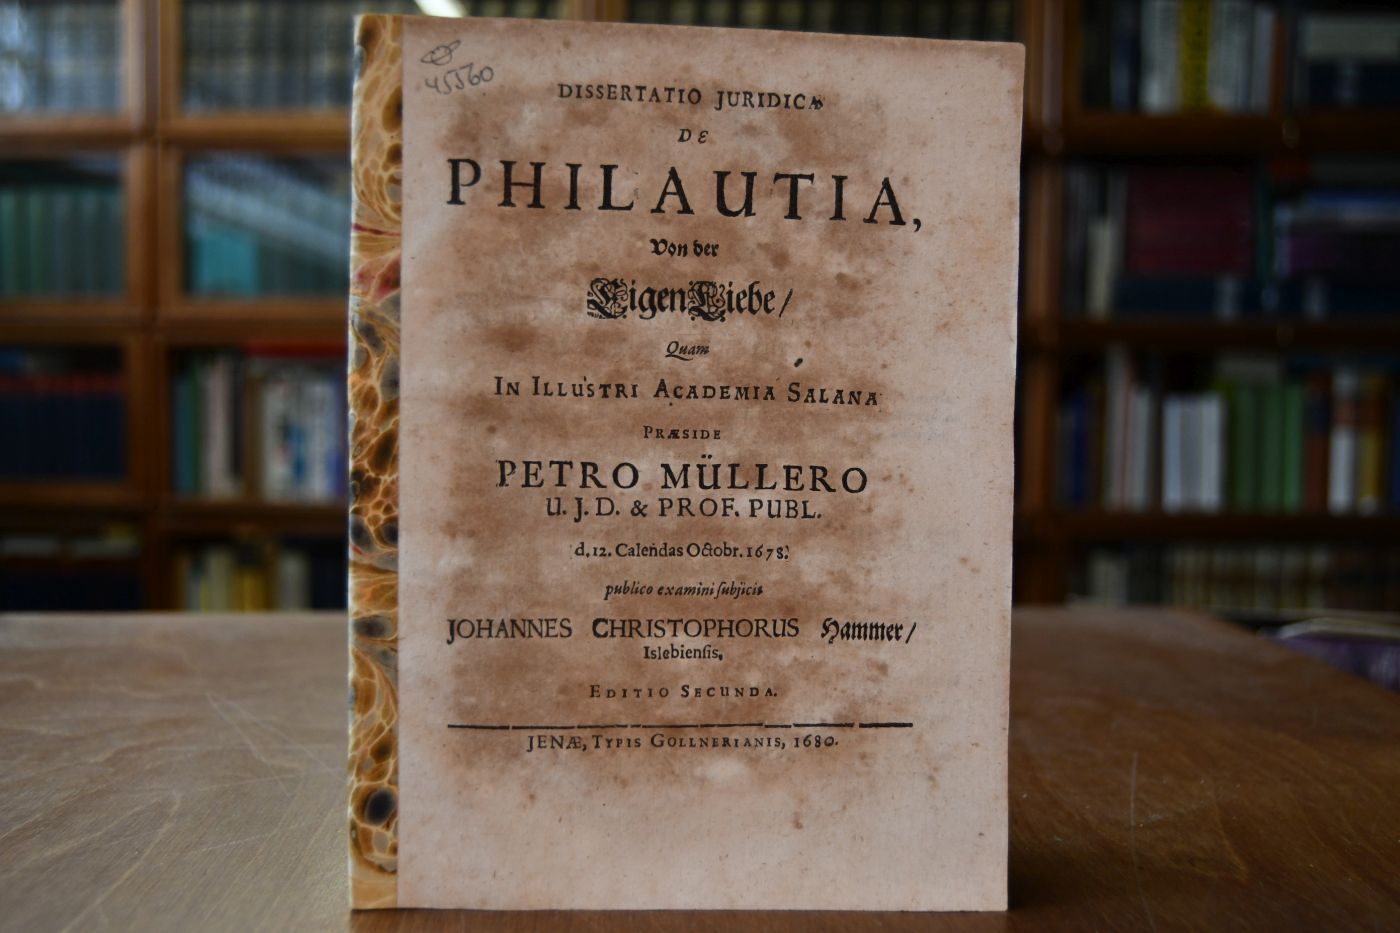 45560
DISSERTATIO JURIDICA
DE
PHILAUTIA,
Von der
EigenLiebe/
Quam
IN ILLUSTRI ACADEMIA SALANA
PRÆSIDE
PETRO MÜLLERO
U. J. D. & PROF. PUBL.
d. 12. Calendas Octobr. 1678.
publico examini ſubjicit
JOHANNES CHRISTOPHORUS Hammer/
Islebienſis.
EDITIO SECUNDA.
JENÆ, TYPIS GOLLNERIANIS, 1680.